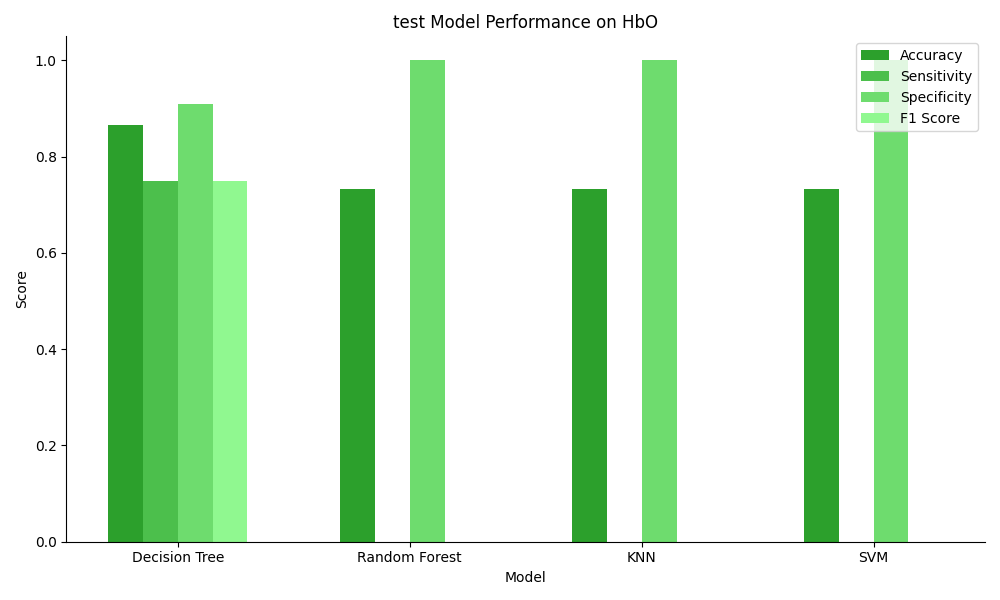 test Model Performance on HbO
Accuracy
Sensitivity
Specificity
F1 Score
1.0
0.8
0.6
0.4
0.2
0.0
Score
Decision Tree
Random Forest
KNN
SVM
Model